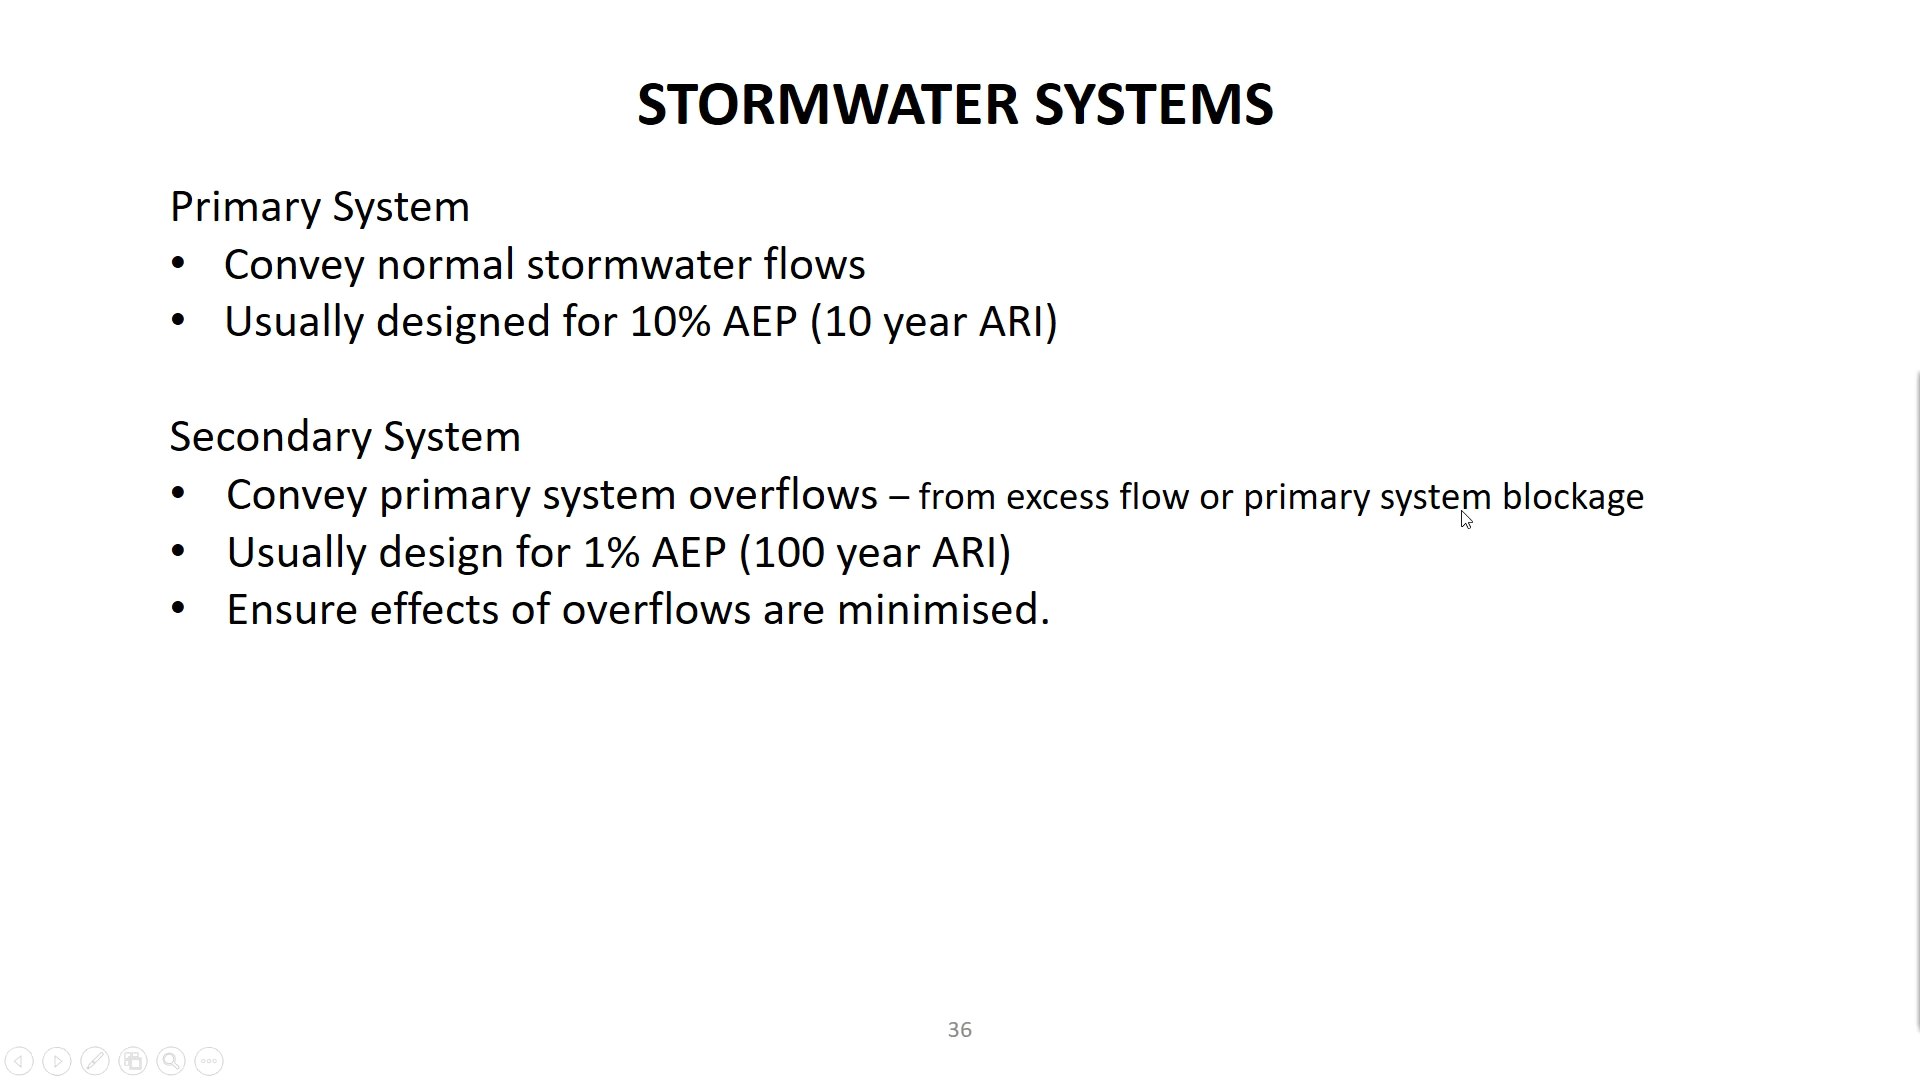 STORMWATER SYSTEMS
Primary System
• Convey normal stormwater flows
• Usually designed for 10% AEP (10 year ARI)
Secondary System
• Convey primary system overflows – from excess flow or primary system blockage
• Usually design for 1% AEP (100 year ARI)
• Ensure effects of overflows are minimised.
36